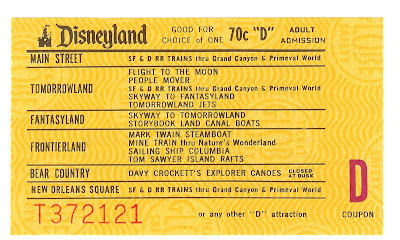 Disneyland GOOD FOR CHOICE of ONE 70c "D" ADULT ADMISSION
MAIN STREET SF & D RR TRAINS thru Grand Canyon & Primeval World
TOMORROWLAND
FLIGHT TO THE MOON
PEOPLE MOVER
SF & D RR TRAINS thru Grand Canyon & Primeval World
SKYWAY TO FANTASYLAND
TOMORROWLAND JETS
FANTASYLAND
SKYWAY TO TOMORROWLAND
STORYBOOK LAND CANAL BOATS
FRONTIERLAND
MARK TWAIN STEAMBOAT
MINE TRAIN thru Nature's Wonderland
SAILING SHIP COLUMBIA
TOM SAWYER ISLAND RAFTS
BEAR COUNTRY DAVY CROCKETT'S EXPLORER CANOES CLOSED AT DUSK
NEW ORLEANS SQUARE SF & D RR TRAINS thru Grand Canyon & Primeval World
D
COUPON
T372121 or any other "D" attraction